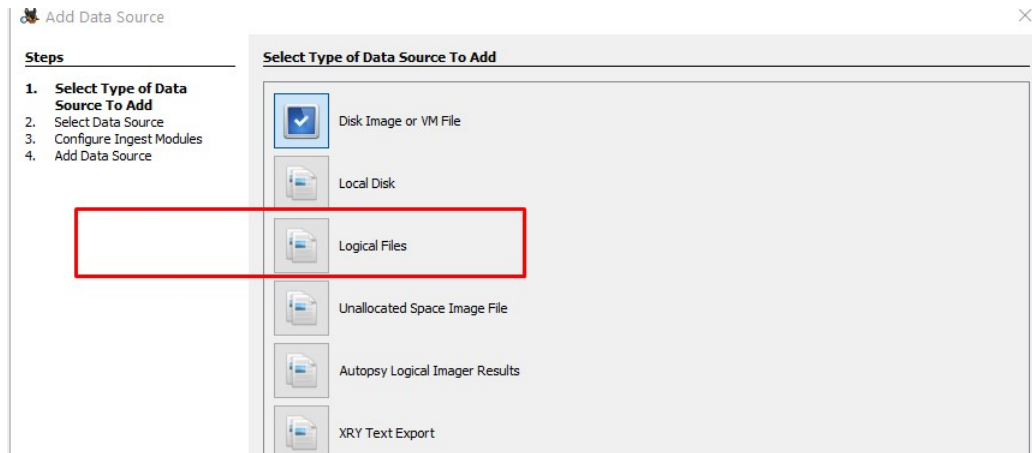 Add Data Source
Steps
1. Select Type of Data
Source To Add
2. Select Data Source
3. Configure Ingest Modules
4. Add Data Source
Select Type of Data Source To Add
Disk Image or VM File
Local Disk
Logical Files
Unallocated Space Image File
Autopsy Logical Imager Results
XRY Text Export